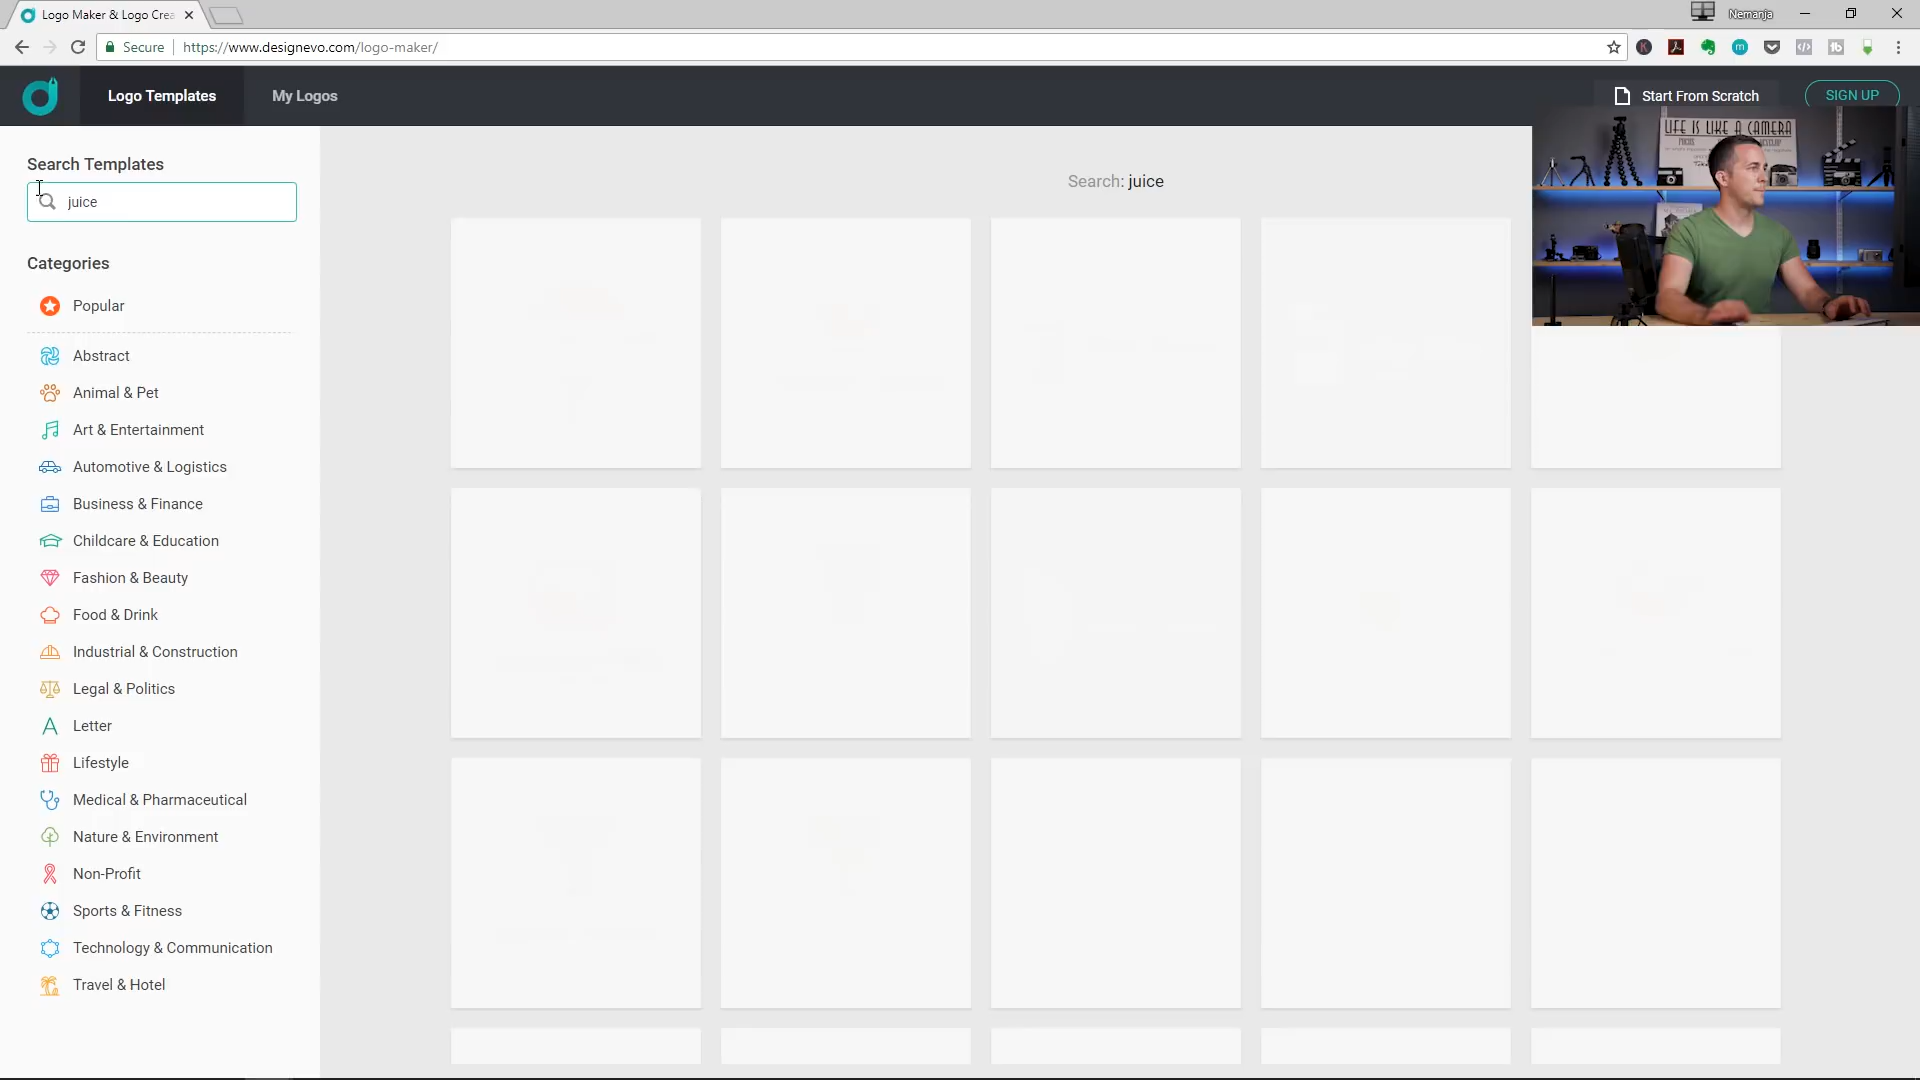 Logo Maker & Logo Crea
Nemanja
Secure
https://www.designevo.com/logo-maker/
Logo Templates
My Logos
Start From Scratch
SIGN UP
LIFE IS LIKE A CAMERA
Search Templates
juice
Search: juice
Categories
Popular
Abstract
Animal & Pet
Art & Entertainment
Automotive & Logistics
Business & Finance
Childcare & Education
Fashion & Beauty
Food & Drink
Industrial & Construction
Legal & Politics
Letter
Lifestyle
Medical & Pharmaceutical
Nature & Environment
Non-Profit
Sports & Fitness
Technology & Communication
Travel & Hotel